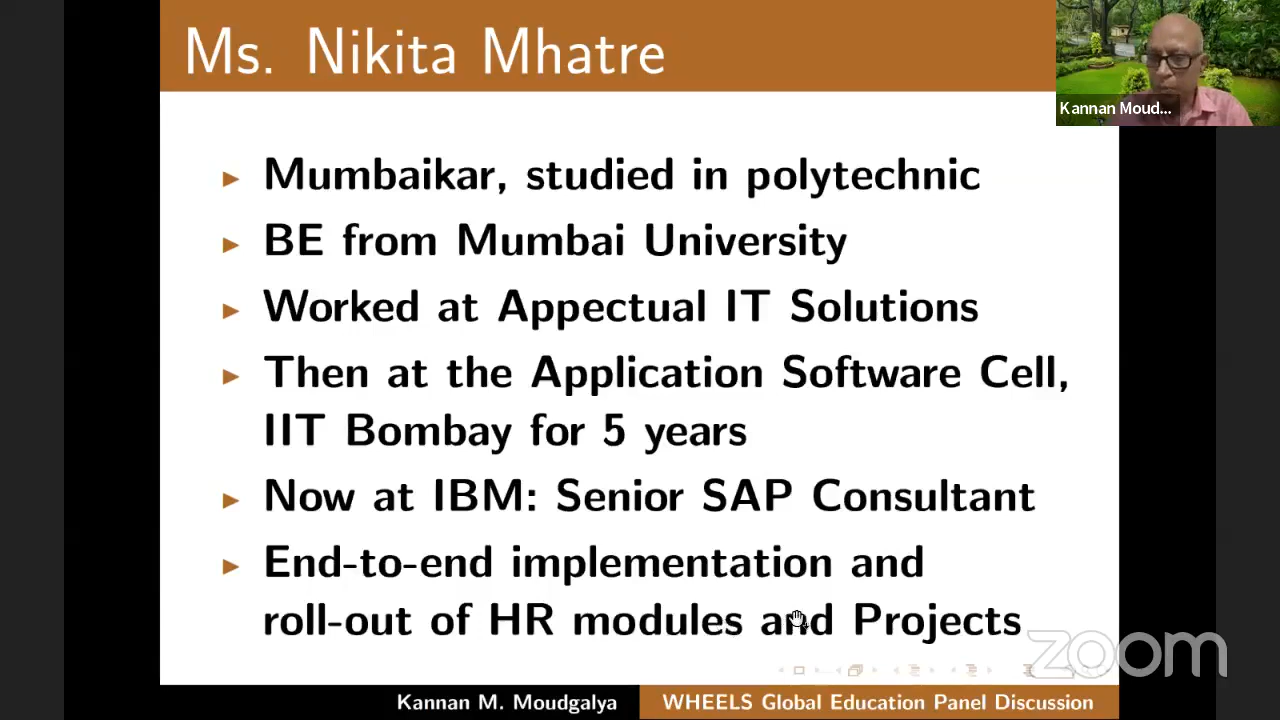 Ms. Nikita Mhatre
Kannan Moud...
▶ Mumbaikar, studied in polytechnic
▶ BE from Mumbai University
▶ Worked at Appectual IT Solutions
▶ Then at the Application Software Cell,
IIT Bombay for 5 years
▶ Now at IBM: Senior SAP Consultant
▶ End-to-end implementation and
roll-out of HR modules and Projects
zoom
Kannan M. Moudgalya
WHEELS Global Education Panel Discussion